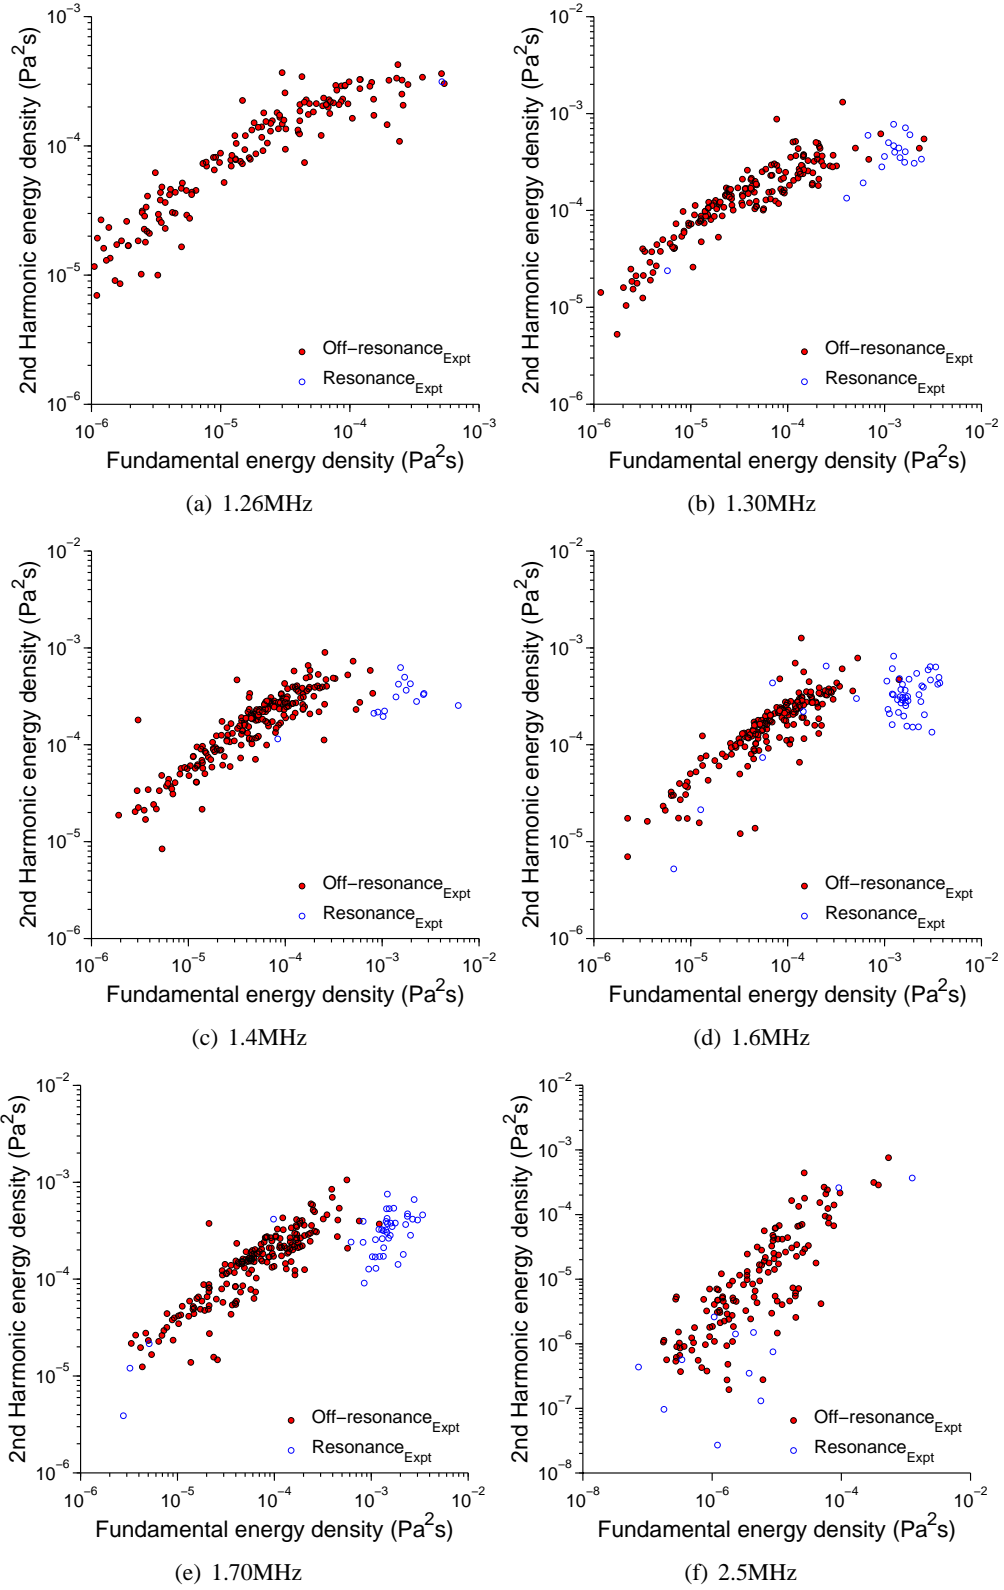 10^-3
10^-4
10^-5
10^-6
2nd Harmonic energy density (Pa^2s)
Off−resonance_Expt
Resonance_Expt
10^-6 10^-5 10^-4 10^-3
Fundamental energy density (Pa^2s)
(a) 1.26MHz
10^-2
10^-3
10^-4
10^-5
10^-6
2nd Harmonic energy density (Pa^2s)
Off−resonance_Expt
Resonance_Expt
10^-6 10^-5 10^-4 10^-3 10^-2
Fundamental energy density (Pa^2s)
(b) 1.30MHz
10^-2
10^-3
10^-4
10^-5
10^-6
2nd Harmonic energy density (Pa^2s)
Off−resonance_Expt
Resonance_Expt
10^-6 10^-5 10^-4 10^-3 10^-2
Fundamental energy density (Pa^2s)
(c) 1.4MHz
10^-2
10^-3
10^-4
10^-5
10^-6
2nd Harmonic energy density (Pa^2s)
Off−resonance_Expt
Resonance_Expt
10^-6 10^-5 10^-4 10^-3 10^-2
Fundamental energy density (Pa^2s)
(d) 1.6MHz
10^-2
10^-3
10^-4
10^-5
10^-6
2nd Harmonic energy density (Pa^2s)
Off−resonance_Expt
Resonance_Expt
10^-6 10^-5 10^-4 10^-3 10^-2
Fundamental energy density (Pa^2s)
(e) 1.70MHz
10^-2
10^-3
10^-4
10^-5
10^-6
10^-7
10^-8
2nd Harmonic energy density (Pa^2s)
Off−resonance_Expt
Resonance_Expt
10^-8 10^-6 10^-4 10^-2
Fundamental energy density (Pa^2s)
(f) 2.5MHz